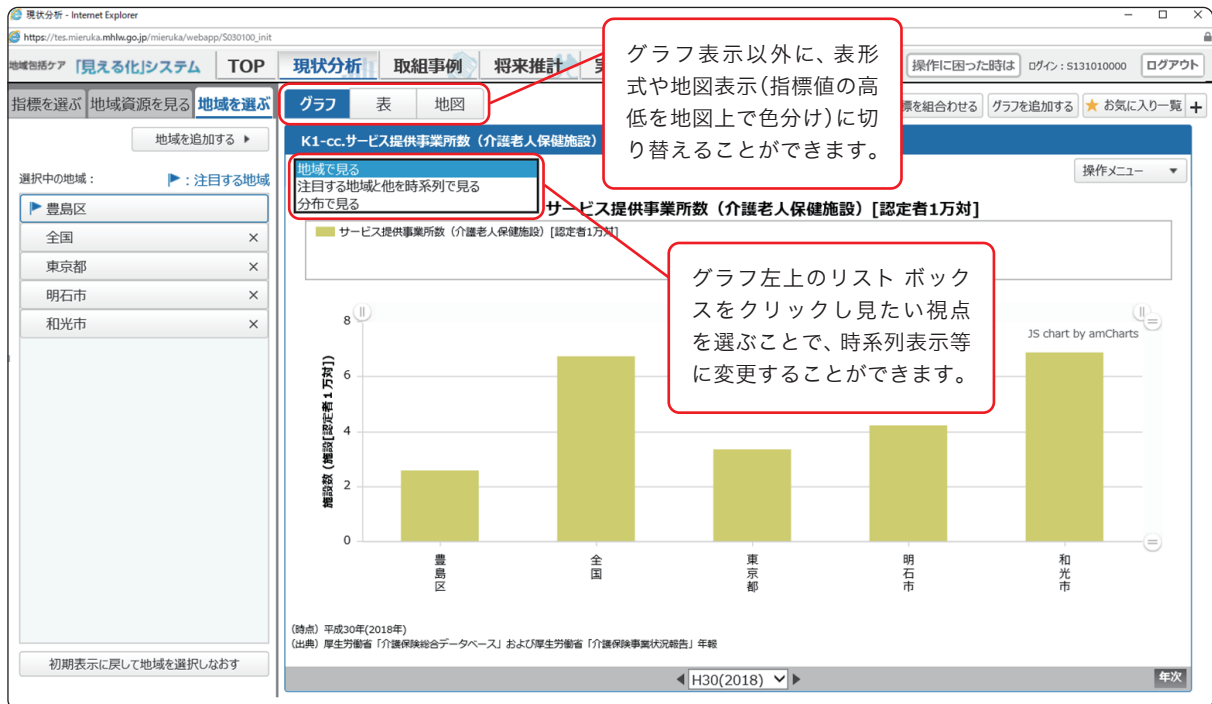 現状分析 - Internet Explorer
https://tes.mieruka.mhlw.go.jp/mieruka/webapp/S030100_init
地域包括ケア 「見える化」システム TOP 現状分析 取組事例 将来推計 実 操作に困った時は ログイン：S131010000 ログアウト
指標を選ぶ 地域資源を見る 地域を選ぶ グラフ 表 地図 標を組合わせる グラフを追加する ★ お気に入り一覧 +
グラフ表示以外に、表形
式や地図表示(指標値の高
低を地図上で色分け)に切
り替えることができます。
地域を追加する ▶
選択中の地域： ：注目する地域
豊島区
全国 ×
東京都 ×
明石市 ×
和光市 ×
初期表示に戻して地域を選択しなおす
K1-cc.サービス提供事業所数（介護老人保健施設）
地域で見る
注目する地域と他を時系列で見る
分布で見る
操作メニュー ▼
サービス提供事業所数（介護老人保健施設）[認定者1万対]
サービス提供事業所数（介護老人保健施設）[認定者1万対]
グラフ左上のリスト ボック
スをクリックし見たい視点
を選ぶことで、時系列表示等
に変更することができます。
JS chart by amCharts
施設数 (施設[認定者1万対])
8
6
4
2
0
豊島区
全国
東京都
明石市
和光市
（時点）平成30年(2018年)
（出典）厚生労働省「介護保険総合データベース」および厚生労働省「介護保険事業状況報告」年報
◀ H30(2018) ▶ 年次